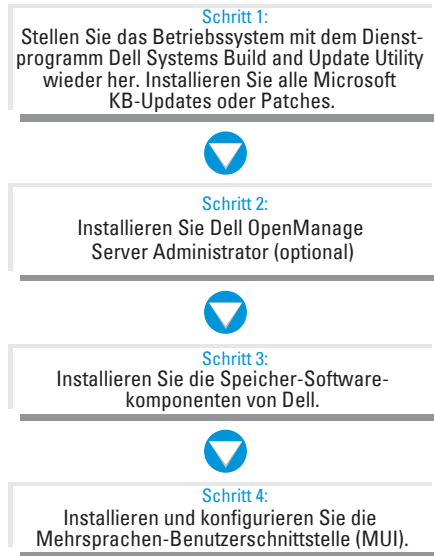 Schritt 1:
Stellen Sie das Betriebssystem mit dem Dienst-
programm Dell Systems Build and Update Utility
wieder her. Installieren Sie alle Microsoft
KB-Updates oder Patches.
Schritt 2:
Installieren Sie Dell OpenManage
Server Administrator (optional)
Schritt 3:
Installieren Sie die Speicher-Software-
komponenten von Dell.
Schritt 4:
Installieren und konfigurieren Sie die
Mehrsprachen-Benutzerschnittstelle (MUI).